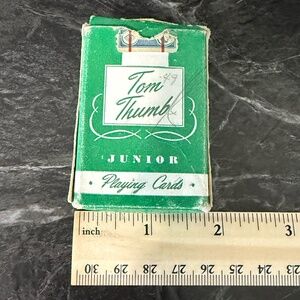 Tom
Thumb
JUNIOR
Playing Cards
inch 1 2 3
30 29 28 27 26 25 24 23